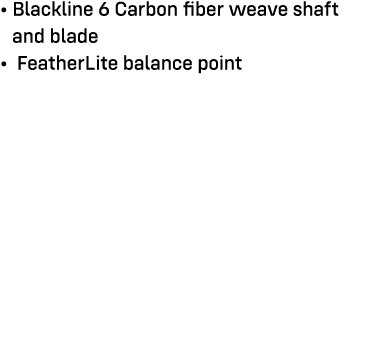 • Blackline 6 Carbon fiber weave shaft
and blade
• FeatherLite balance point